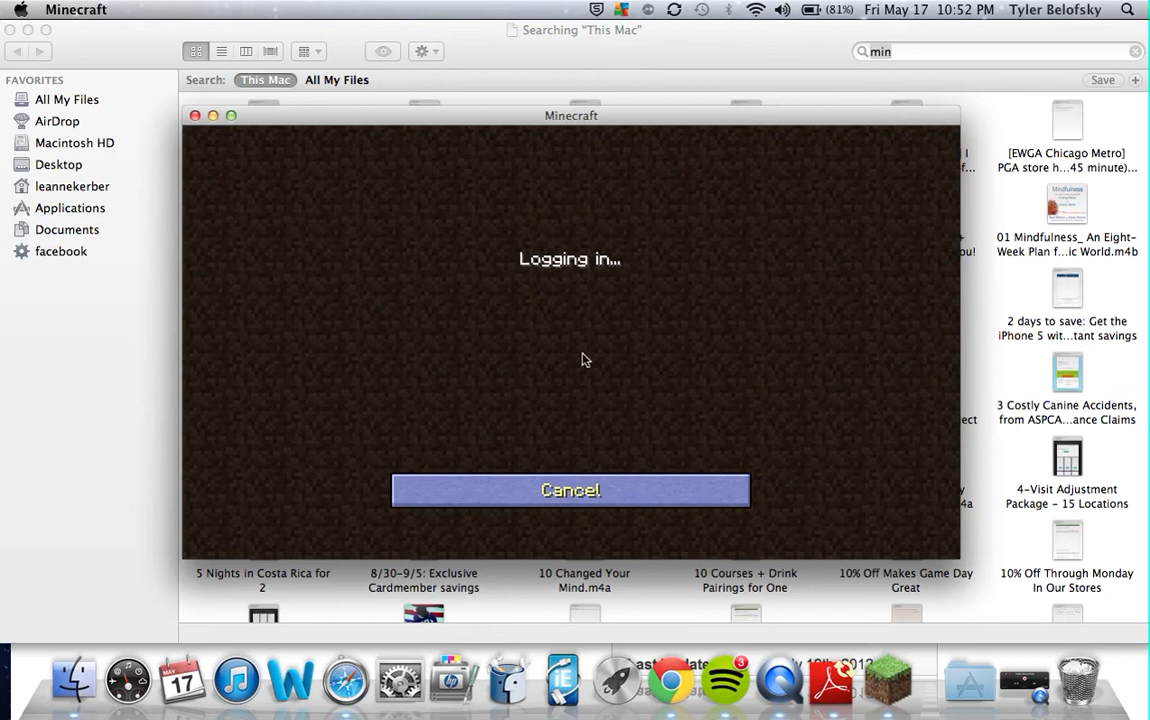 Minecraft
(81%)
Fri May 17 10:52 PM
Tyler Belofsky
Searching "This Mac"
min
FAVORITES
All My Files
AirDrop
Macintosh HD
Desktop
leannekerber
Applications
Documents
facebook
Search:
This Mac
All My Files
Save
Minecraft
Logging in...
Cancel
[EWGA Chicago Metro]
PGA store h...45 minute)...
01 Mindfulness_ An Eight-
Week Plan f...ic World.m4b
2 days to save: Get the
iPhone 5 wit...tant savings
3 Costly Canine Accidents,
from ASPCA...ance Claims
4-Visit Adjustment
Package - 15 Locations
5 Nights in Costa Rica for
2
8/30-9/5: Exclusive
Cardmember savings
10 Changed Your
Mind.m4a
10 Courses + Drink
Pairings for One
10% Off Makes Game Day
Great
10% Off Through Monday
In Our Stores
MAY
17
W
HP
iE
3